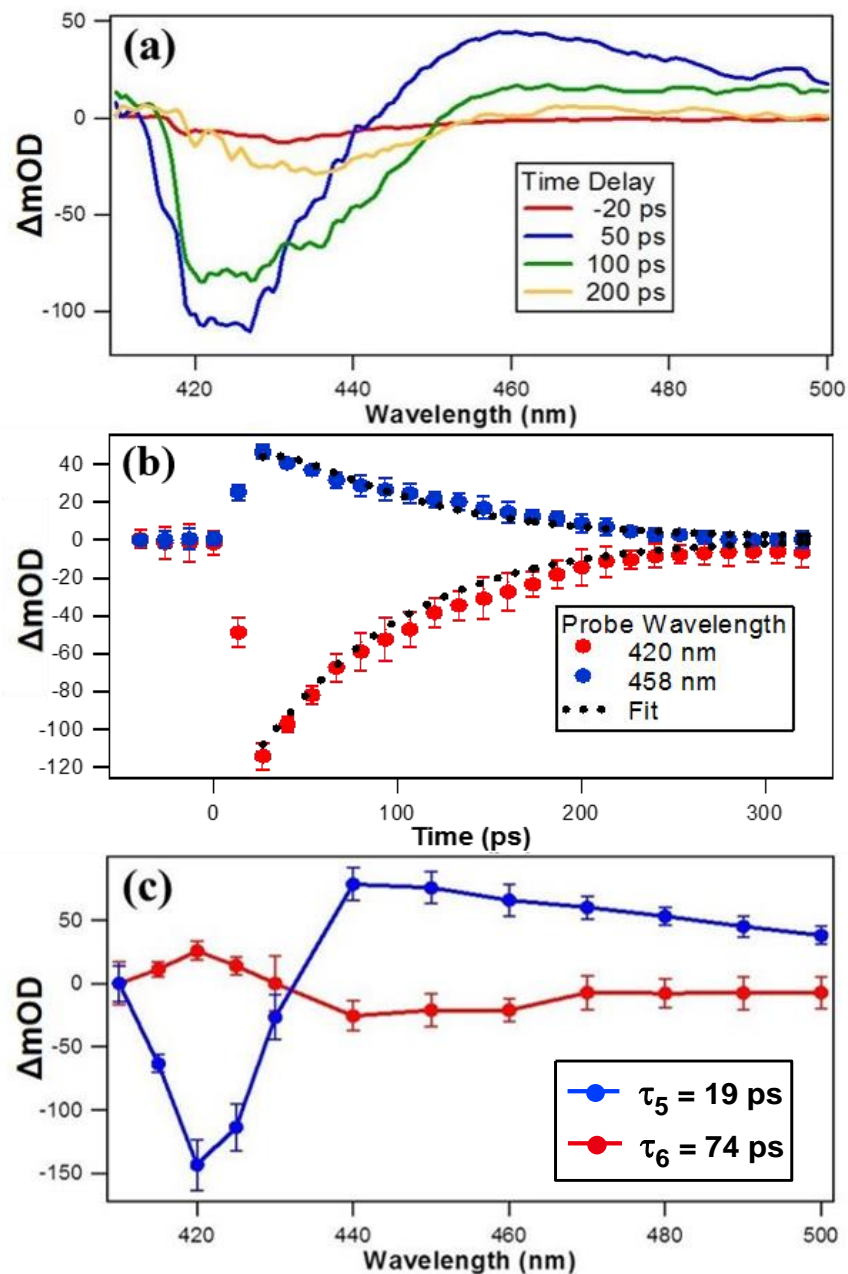 (a)
50
0
-50
-100
ΔmOD
Time Delay
-20 ps
50 ps
100 ps
200 ps
420
440
460
480
500
Wavelength (nm)
(b)
40
20
0
-20
-40
-60
-80
-100
-120
ΔmOD
Probe Wavelength
420 nm
458 nm
Fit
0
100
200
300
Time (ps)
(c)
50
0
-50
-100
-150
ΔmOD
τ5 = 19 ps
τ6 = 74 ps
420
440
460
480
500
Wavelength (nm)